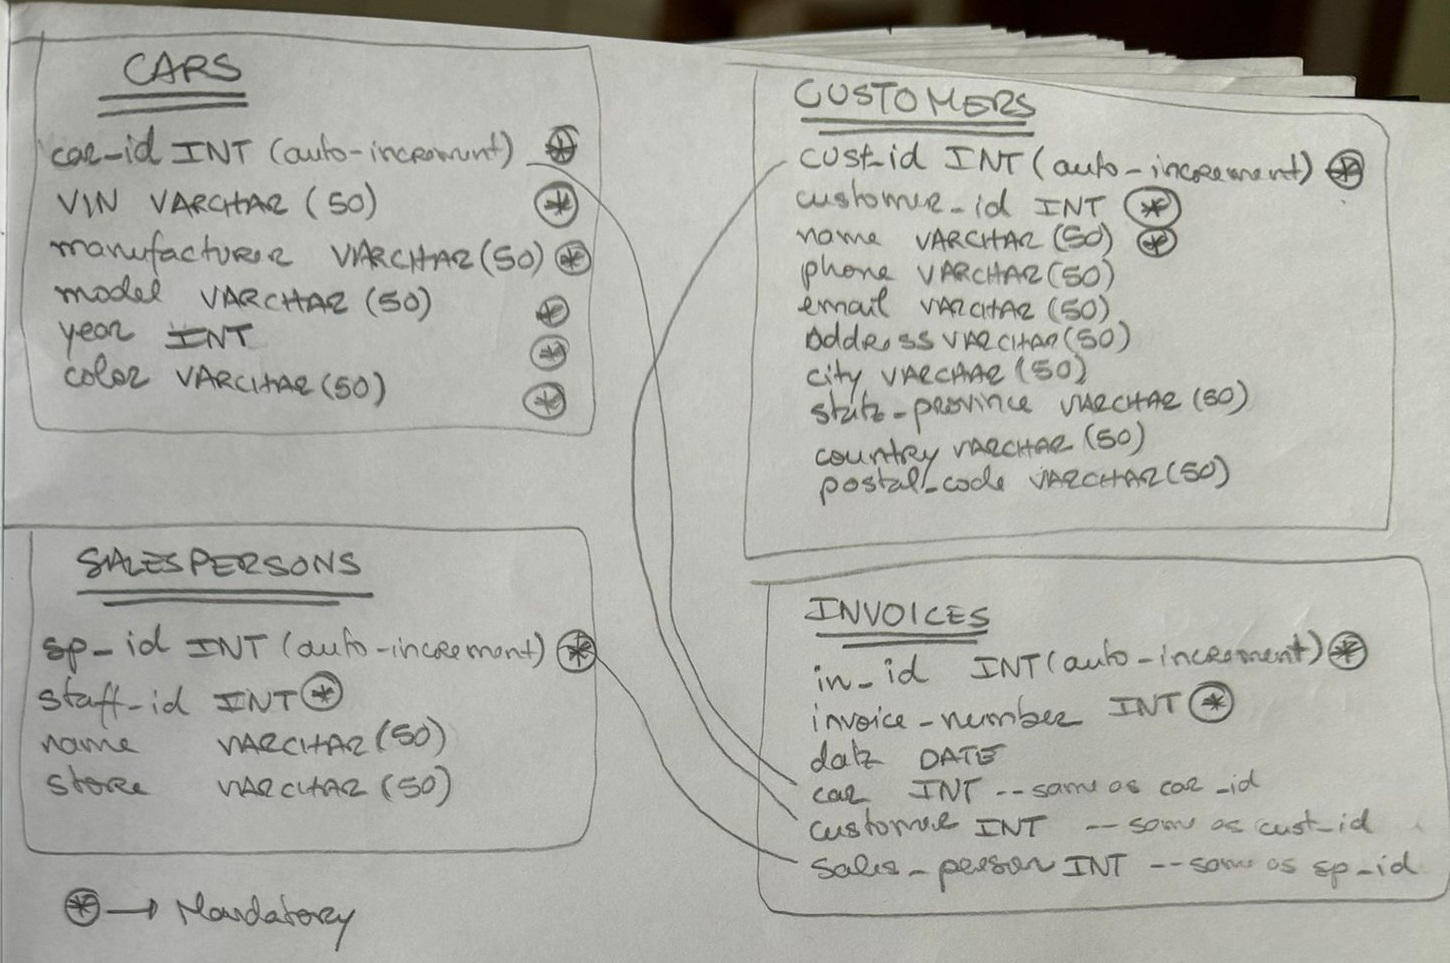 CARS
car-id INT (auto-increment) *
VIN VARCHAR (50) *
manufacturer VARCHAR (50) *
model VARCHAR (50) *
year INT *
color VARCHAR (50) *
CUSTOMERS
cust-id INT (auto-increment) *
customer-id INT *
name VARCHAR (50) *
phone VARCHAR (50)
email VARCHAR (50)
Address VARCHAR (50)
city VARCHAR (50)
state-province VARCHAR (50)
country VARCHAR (50)
postal-code VARCHAR (50)
SALESPERSONS
sp-id INT (auto-increment) *
staff-id INT *
name VARCHAR (50)
store VARCHAR (50)
INVOICES
in-id INT (auto-increment) *
invoice-number INT *
date DATE
car INT -- same as car-id
customer INT -- same as cust-id
sales-person INT -- same as sp-id
* → Mandatory